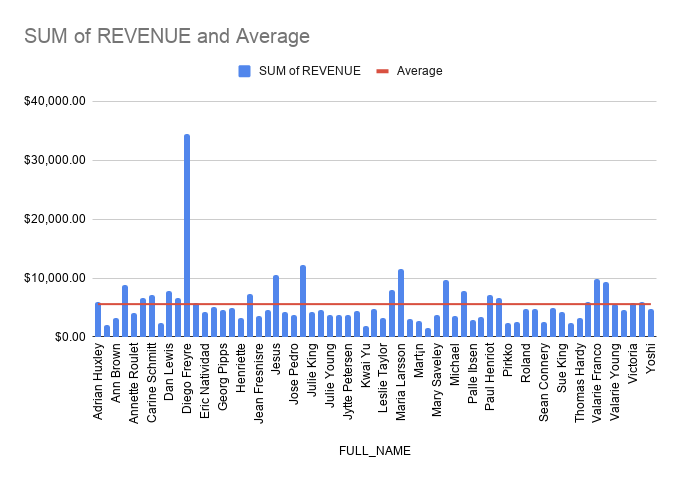 SUM of REVENUE and Average
SUM of REVENUE
Average
$40,000.00
$30,000.00
$20,000.00
$10,000.00
$0.00
Adrian Huxley
Ann Brown
Annette Roulet
Carine Schmitt
Dan Lewis
Diego Freyre
Eric Natividad
Georg Pipps
Henriette
Jean Fresnisre
Jesus
Jose Pedro
Julie King
Julie Young
Jytte Petersen
Kwai Yu
Leslie Taylor
Maria Larsson
Martjn
Mary Saveley
Michael
Palle Ibsen
Paul Henriot
Pirkko
Roland
Sean Connery
Sue King
Thomas Hardy
Valarie Franco
Valarie Young
Victoria
Yoshi
FULL_NAME